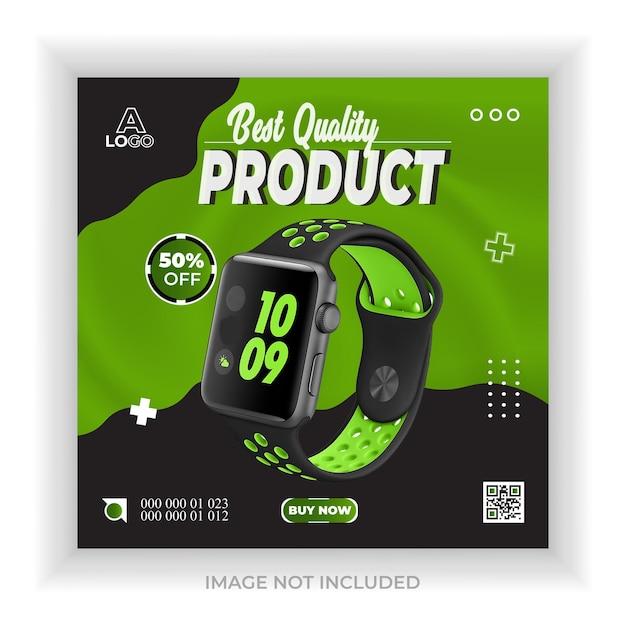 A
LOGO
Best Quality
PRODUCT
50%
OFF
10
09
000 000 01 023
000 000 01 012
BUY NOW
IMAGE NOT INCLUDED